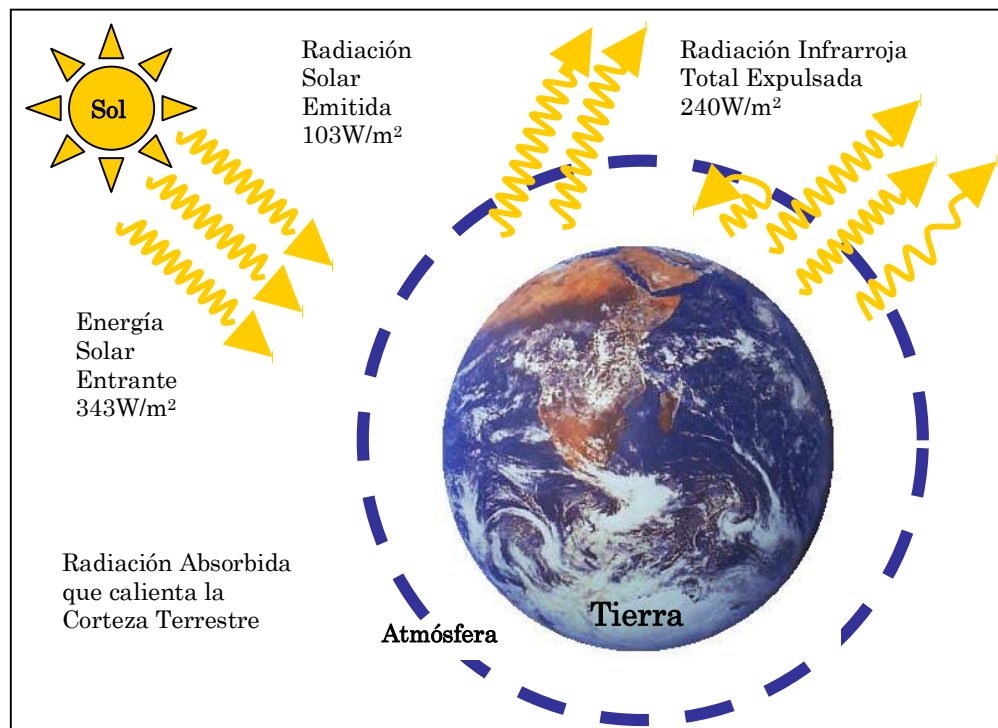 Sol
Radiación
Solar
Emitida
103W/m²
Radiación Infrarroja
Total Expulsada
240W/m²
Energía
Solar
Entrante
343W/m²
Radiación Absorbida
que calienta la
Corteza Terrestre
Atmósfera
Tierra